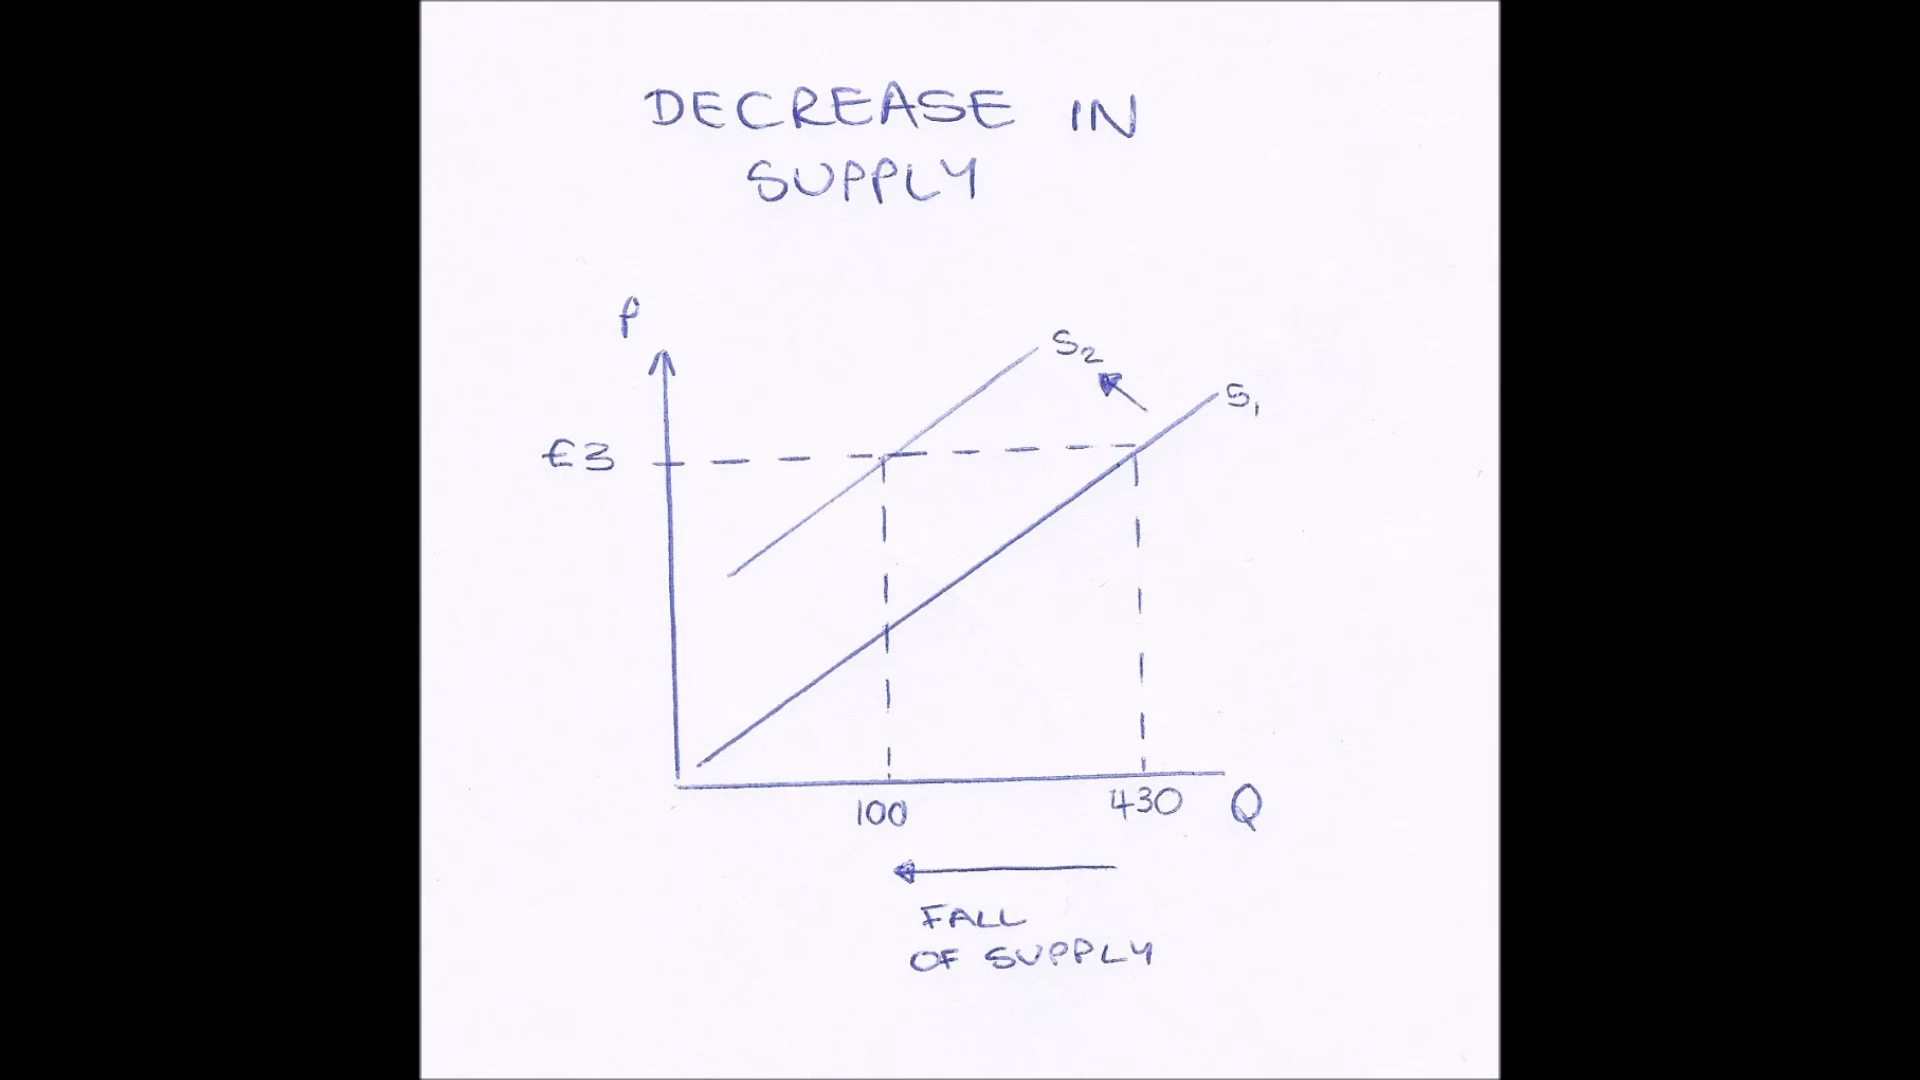 DECREASE IN
SUPPLY
P
S2
S1
€3
100
430
Q
FALL
OF SUPPLY